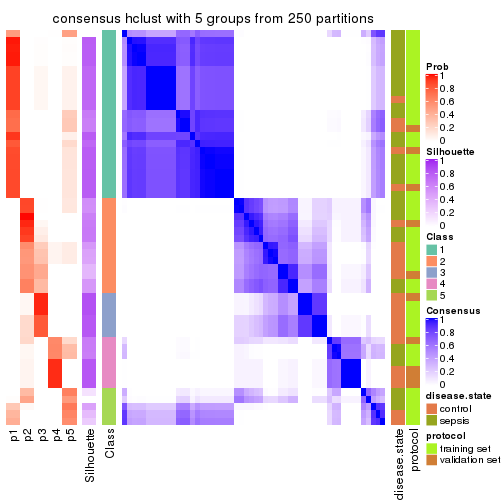 consensus hclust with 5 groups from 250 partitions
Prob
1
0.8
0.6
0.4
0.2
0
Silhouette
1
0.8
0.6
0.4
0.2
0
Class
1
2
3
4
5
Consensus
1
0.8
0.6
0.4
0.2
0
disease.state
control
sepsis
protocol
training set
validation set
p1
p2
p3
p4
p5
Silhouette
Class
disease.state
protocol